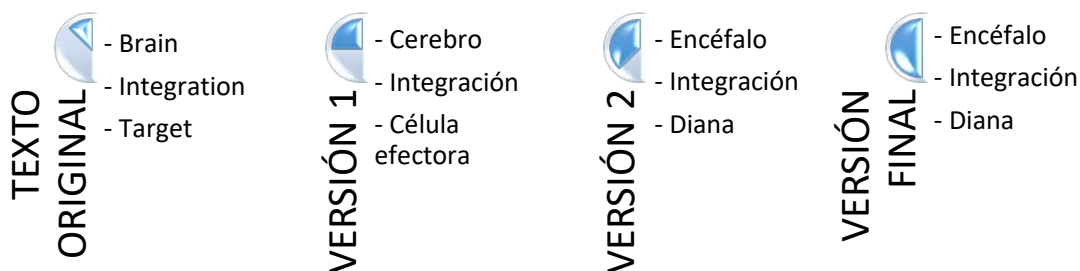 TEXTO
ORIGINAL
- Brain
- Integration
- Target
VERSIÓN 1
- Cerebro
- Integración
- Célula
efectora
VERSIÓN 2
- Encéfalo
- Integración
- Diana
VERSIÓN
FINAL
- Encéfalo
- Integración
- Diana